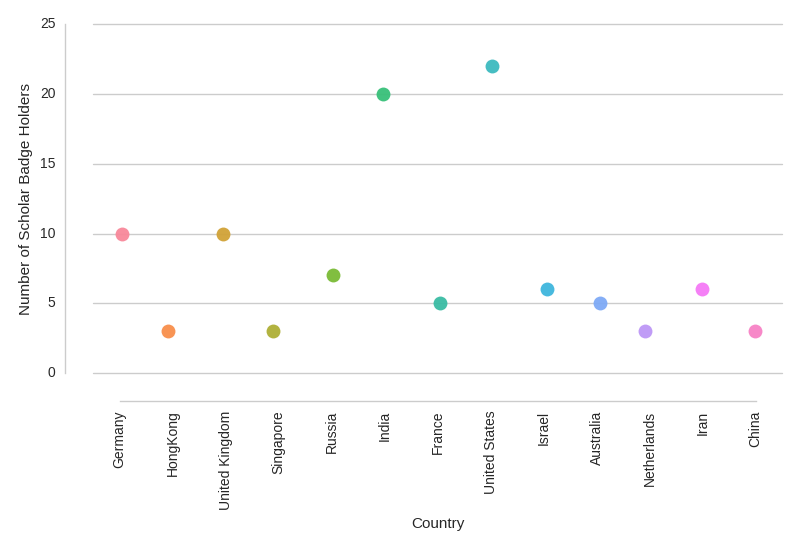 25
20
15
10
5
0
Number of Scholar Badge Holders
Germany
HongKong
United Kingdom
Singapore
Russia
India
France
United States
Israel
Australia
Netherlands
Iran
China
Country